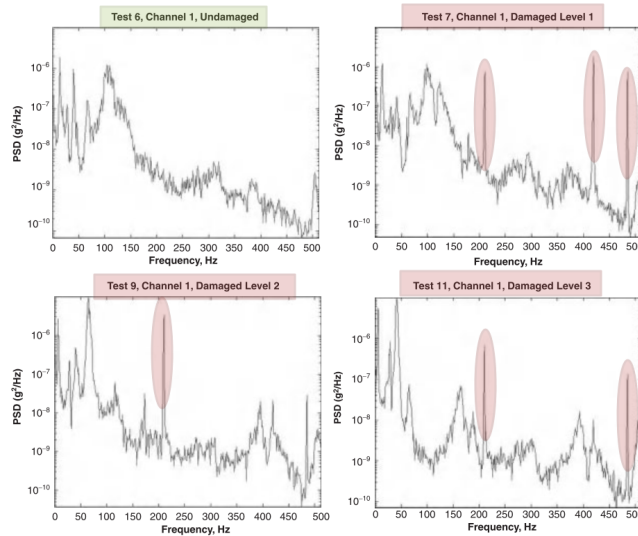 Test 6, Channel 1, Undamaged
PSD (g²/Hz)
10⁻⁶
10⁻⁷
10⁻⁸
10⁻⁹
10⁻¹⁰
0 50 100 150 200 250 300 350 400 450 500
Frequency, Hz
Test 7, Channel 1, Damaged Level 1
PSD (g²/Hz)
10⁻⁶
10⁻⁷
10⁻⁸
10⁻⁹
10⁻¹⁰
0 50 100 150 200 250 300 350 400 450 500
Frequency, Hz
Test 9, Channel 1, Damaged Level 2
PSD (g²/Hz)
10⁻⁶
10⁻⁷
10⁻⁸
10⁻⁹
10⁻¹⁰
0 50 100 150 200 250 300 350 400 450 500
Frequency, Hz
Test 11, Channel 1, Damaged Level 3
PSD (g²/Hz)
10⁻⁶
10⁻⁷
10⁻⁸
10⁻⁹
10⁻¹⁰
0 50 100 150 200 250 300 350 400 450 500
Frequency, Hz